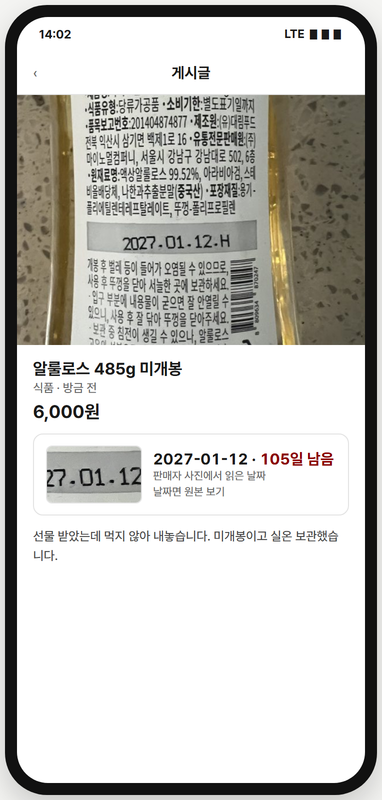 14:02
LTE
게시글
·식품유형:당류가공품 ·소비기한:별도표기일까지
·품목보고번호:201404874877 ·제조원:(유)대림푸드
전북 익산시 삼기면 백제1로 16 ·유통전문판매원:(주)
마이노멀컴퍼니, 서울시 강남구 강남대로 502, 6층
·원재료명:액상알룰로스 99.52%, 아라비아검, 스테
비올배당체, 나한과추출분말(중국산) ·포장재질:용기-
폴리에틸렌테레프탈레이트, 뚜껑-폴리프로필렌
2027.01.12.H
개봉 후 벌레 등이 들어가 오염될 수 있으므로,
사용 후 뚜껑을 닫아 서늘한 곳에 보관하세요.
·입구 부분에 내용물이 굳으면 잘 안열릴 수
있으니, 사용 후 잘 닦아 뚜껑을 닫아주세요.
·보관 중 침전이 생길 수 있으나, 알룰로스
알룰로스 485g 미개봉
식품 · 방금 전
6,000원
27.01.12
2027-01-12 · 105일 남음
판매자 사진에서 읽은 날짜
날짜면 원본 보기
선물 받았는데 먹지 않아 내놓습니다. 미개봉이고 실온 보관했습
니다.